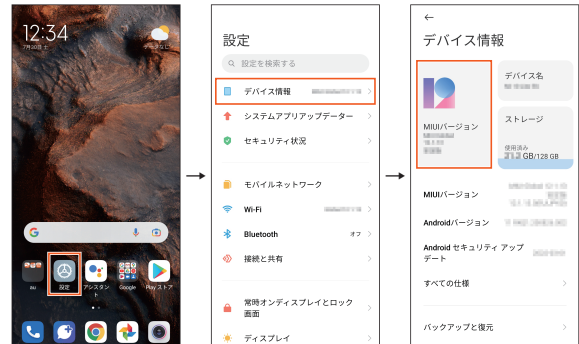 12:34
7月30日 土
データなし
au
設定
アシスタン
ト
Google
Play ストア
設定
設定を検索する
デバイス情報
システムアプリアップデーター
セキュリティ状況
モバイルネットワーク
Wi-Fi
Bluetooth
オフ
接続と共有
常時オンディスプレイとロック
画面
ディスプレイ
デバイス情報
MIUIバージョン
デバイス名
ストレージ
使用済み
GB/128 GB
MIUIバージョン
Androidバージョン
Android セキュリティ アップ
デート
すべての仕様
バックアップと復元